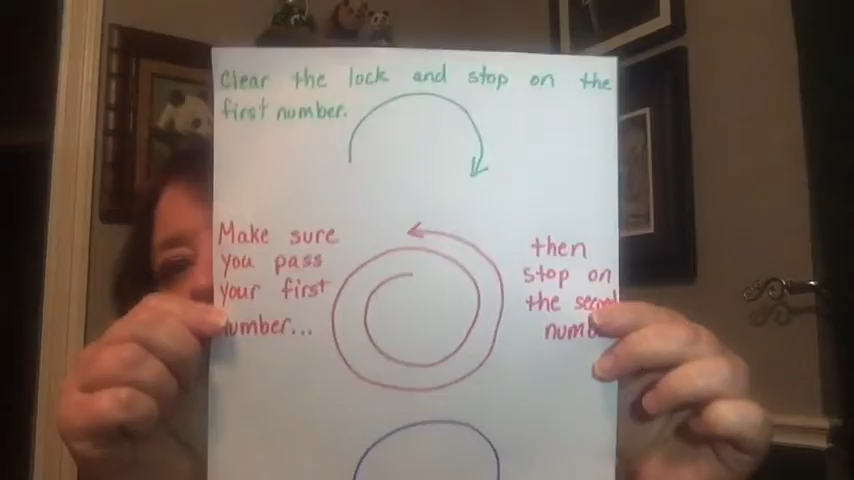 Clear the lock and stop on the
first number.
Make sure
you pass
your first
number...
then
stop on
the second